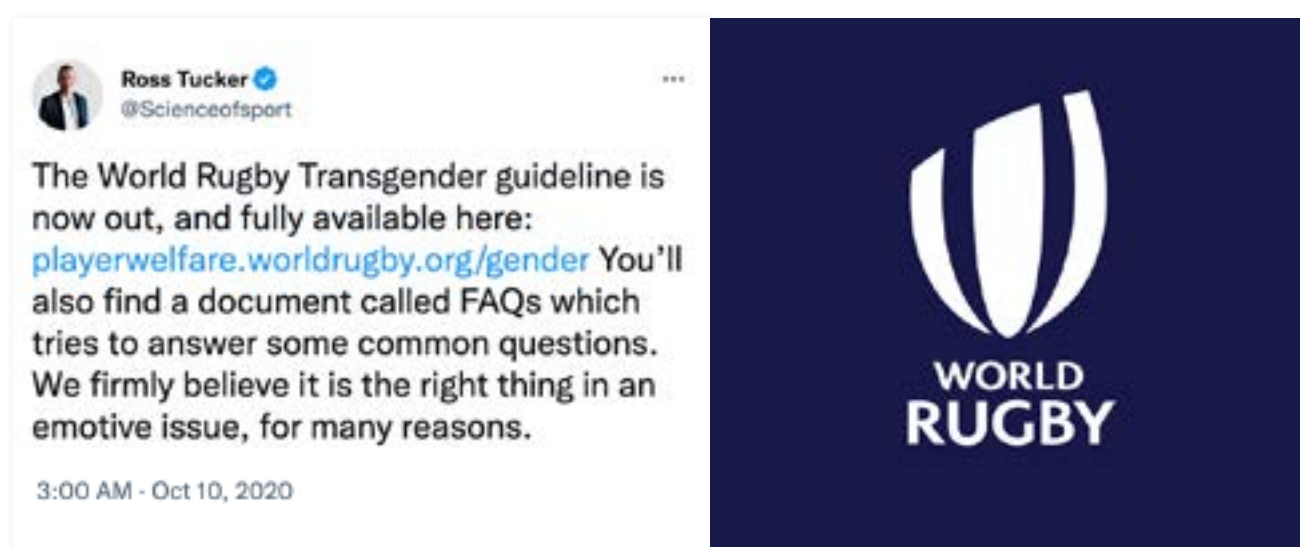 Ross Tucker
@Scienceofsport
The World Rugby Transgender guideline is
now out, and fully available here:
playerwelfare.worldrugby.org/gender You’ll
also find a document called FAQs which
tries to answer some common questions.
We firmly believe it is the right thing in an
emotive issue, for many reasons.
3:00 AM - Oct 10, 2020
WORLD
RUGBY